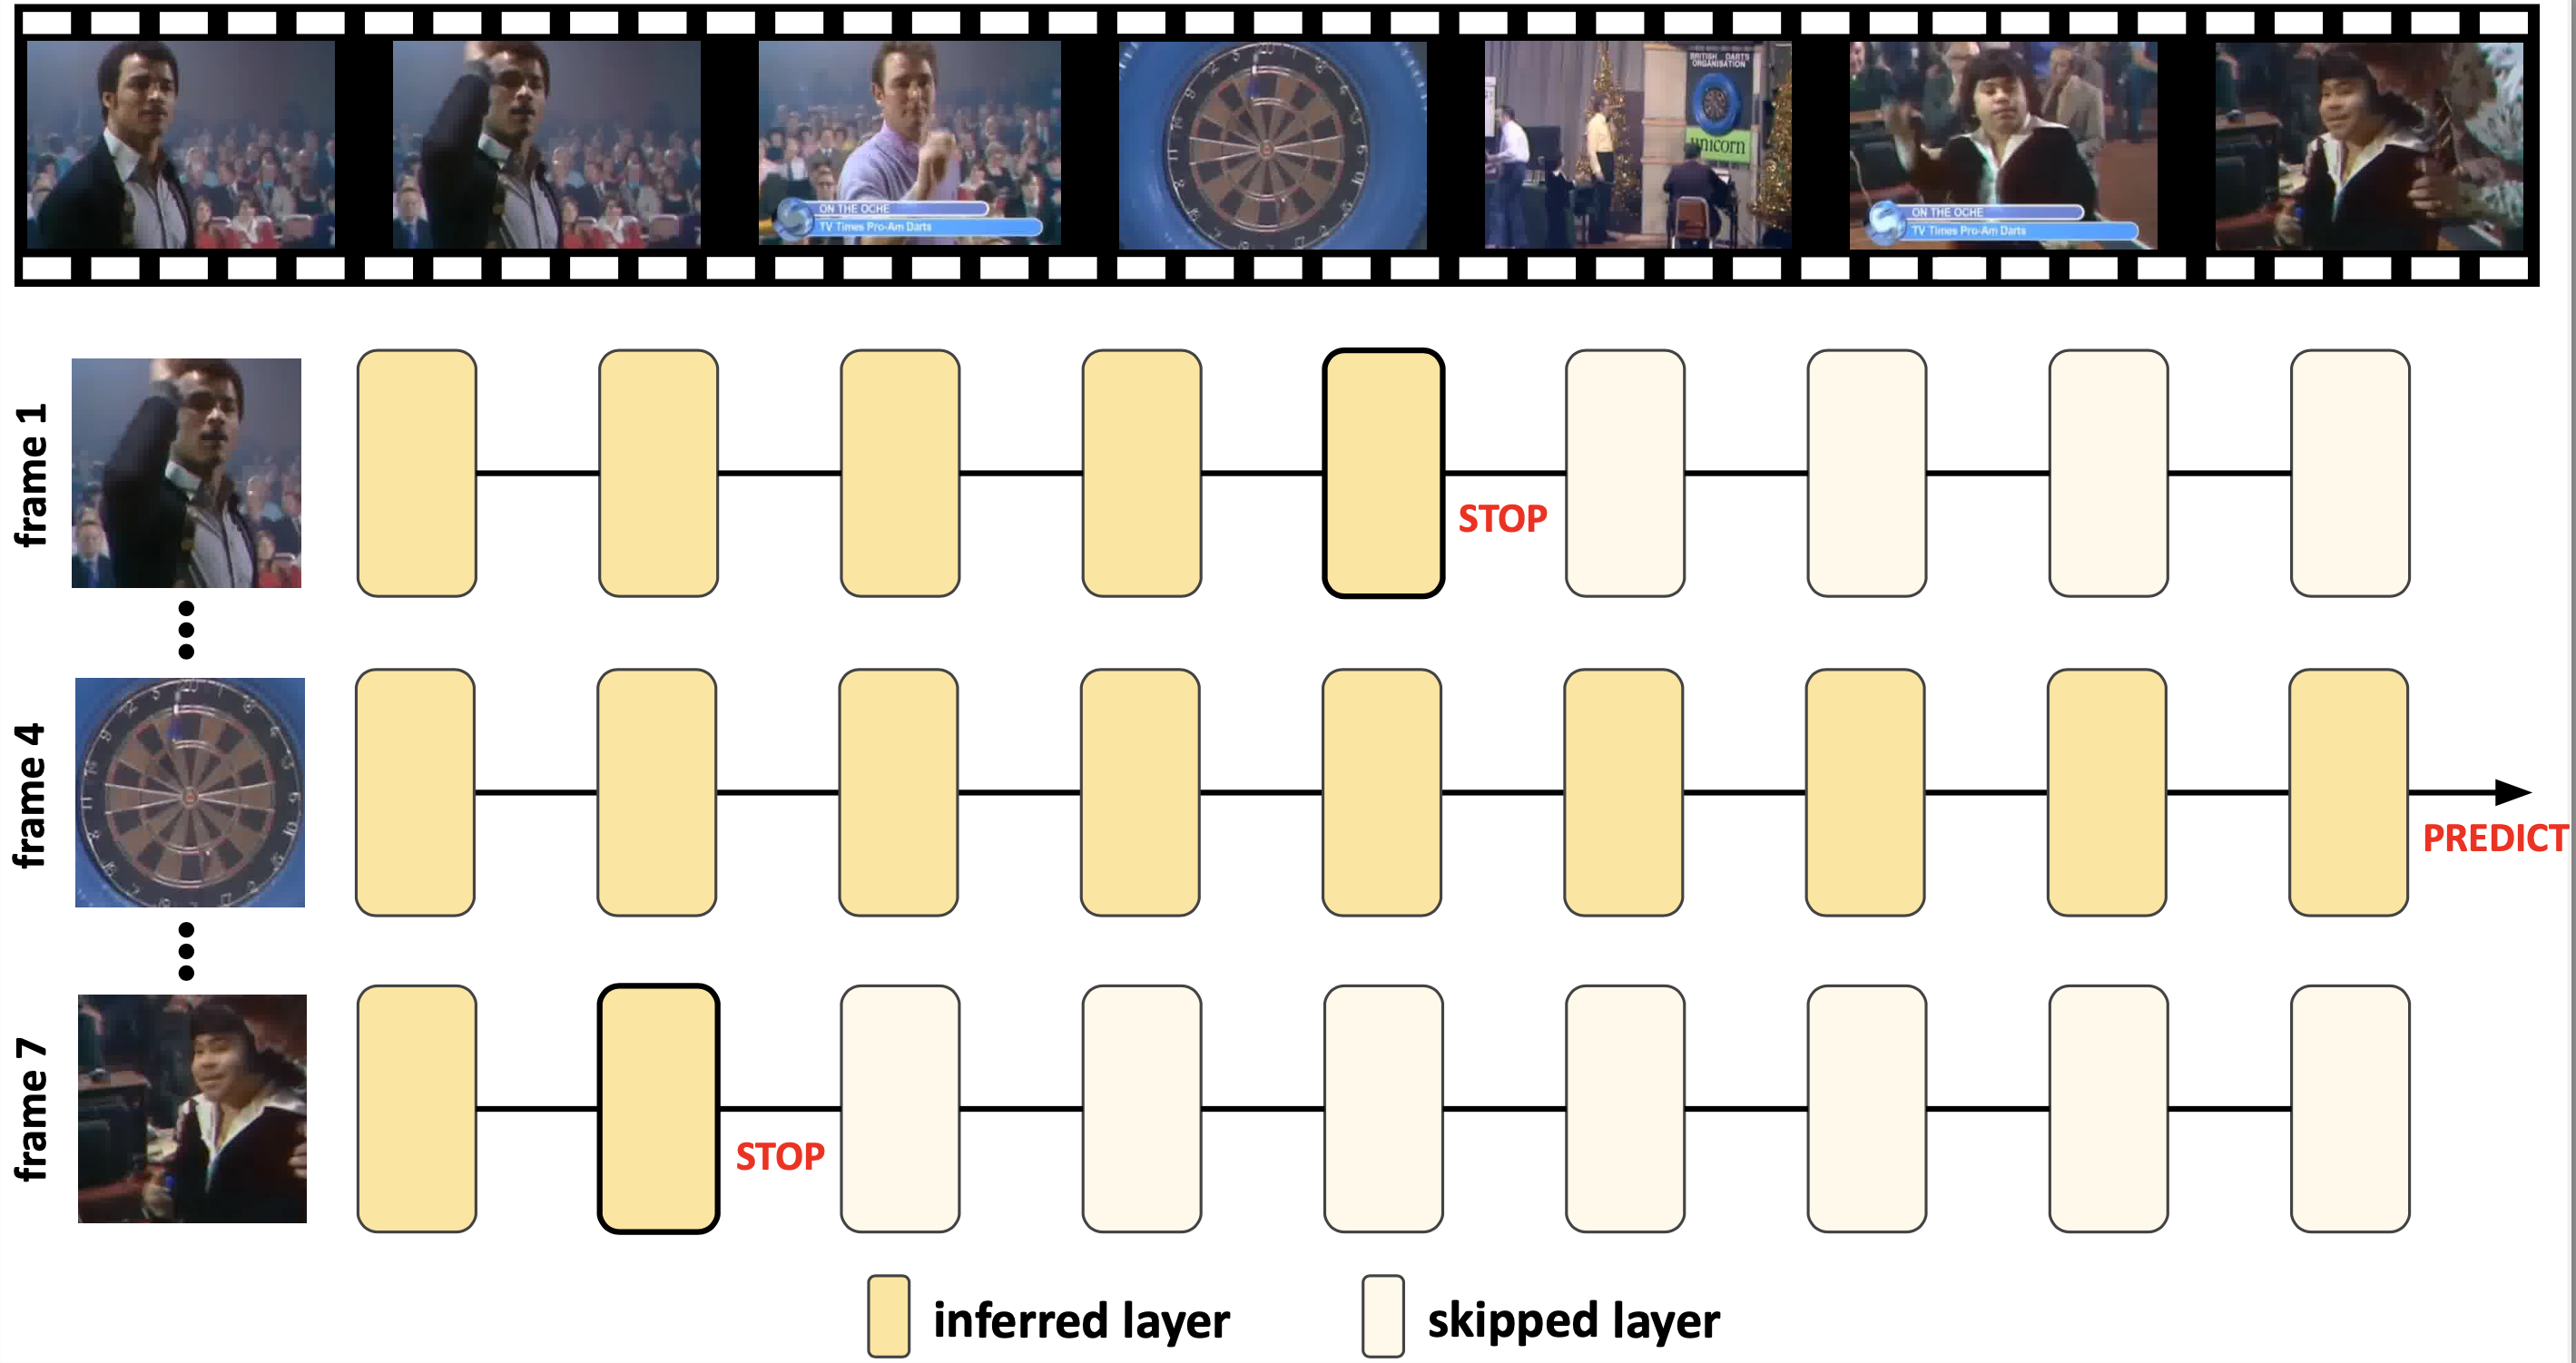 BRITISH DARTS
ORGANISATION
unicorn
ON THE OCHE
TV Times Pro-Am Darts
ON THE OCHE
TV Times Pro-Am Darts
frame 1
STOP
frame 4
PREDICT
frame 7
STOP
inferred layer
skipped layer